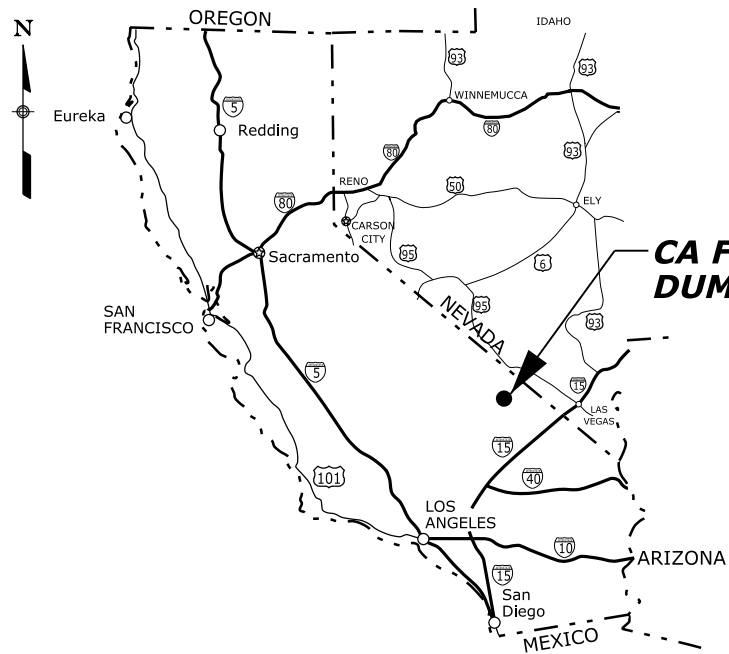 OREGON
IDAHO
N
93
93
WINNEMUCCA
Eureka
5
Redding
80
80
93
RENO
50
80
ELY
CARSON
CITY
Sacramento
95
6
CA F
DUM
SAN
FRANCISCO
NEVADA
95
93
5
15
LAS
VEGAS
15
101
40
LOS
ANGELES
10
ARIZONA
15
San
Diego
MEXICO